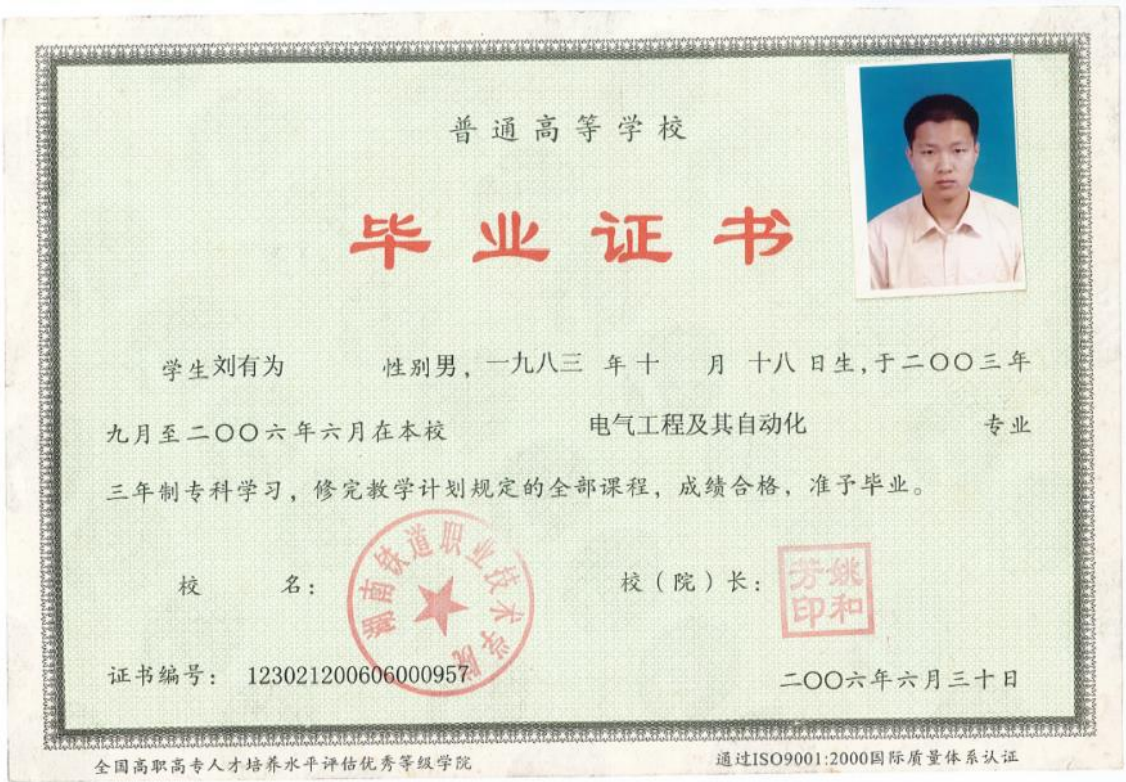 普通高等学校
毕业证书
学生刘有为 性别男，一九八三 年 十 月 十八 日生，于二〇〇三年
九月至二〇〇六年六月在本校 电气工程及其自动化 专业
三年制专科学习，修完教学计划规定的全部课程，成绩合格，准予毕业。
校 名：
湖南铁道职业技术学院
校（院）长：
姚和芳印
证书编号： 123021200606000957
二〇〇六年六月三十日
全国高职高专人才培养水平评估优秀等级学院
通过ISO9001:2000国际质量体系认证